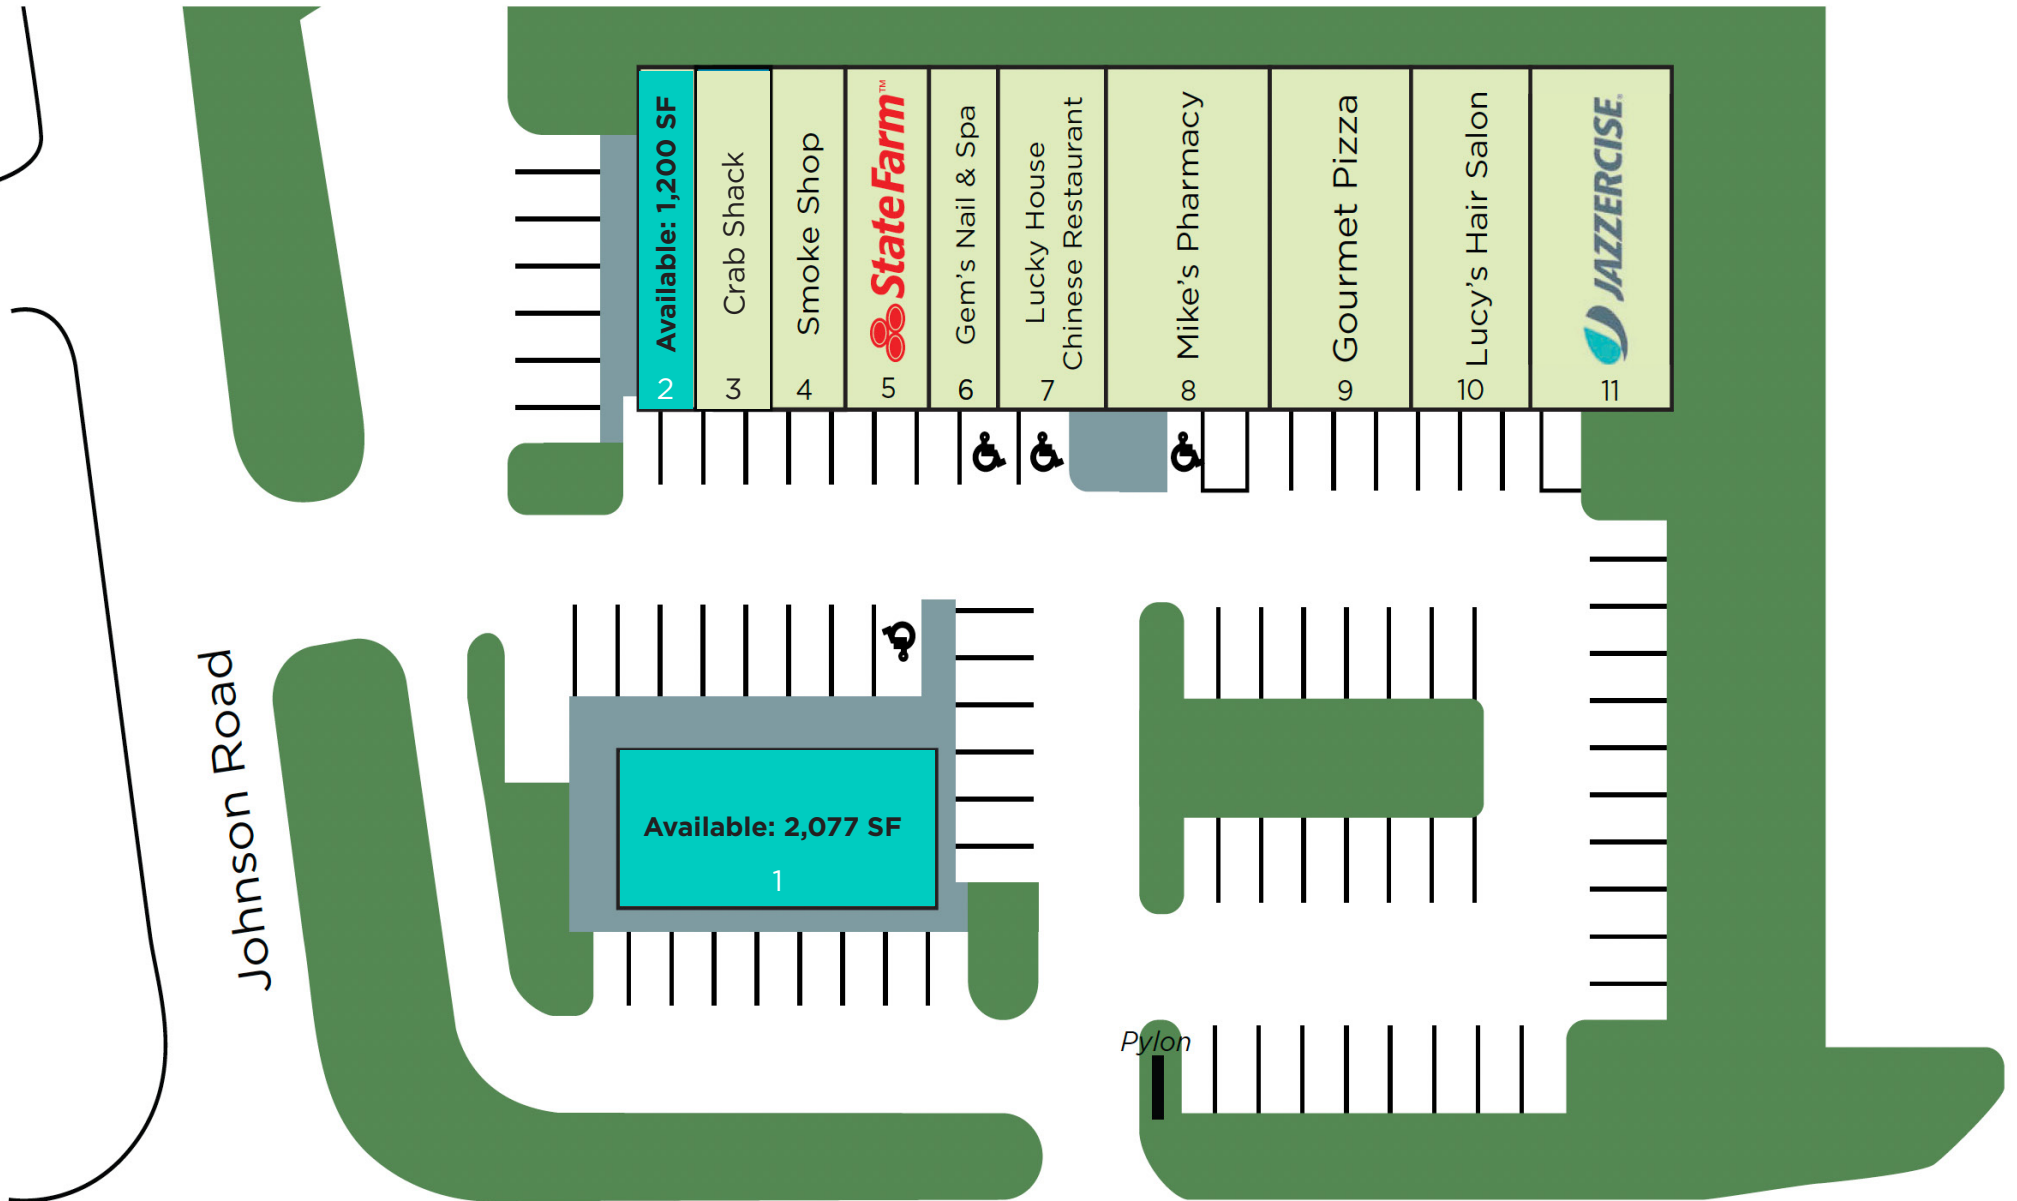 Available: 1,200 SF
2
Crab Shack
3
Smoke Shop
4
StateFarm™
5
Gem's Nail & Spa
6
Lucky House
Chinese Restaurant
7
Mike's Pharmacy
8
Gourmet Pizza
9
Lucy's Hair Salon
10
JAZZERCISE
11
Johnson Road
Available: 2,077 SF
1
Pylon